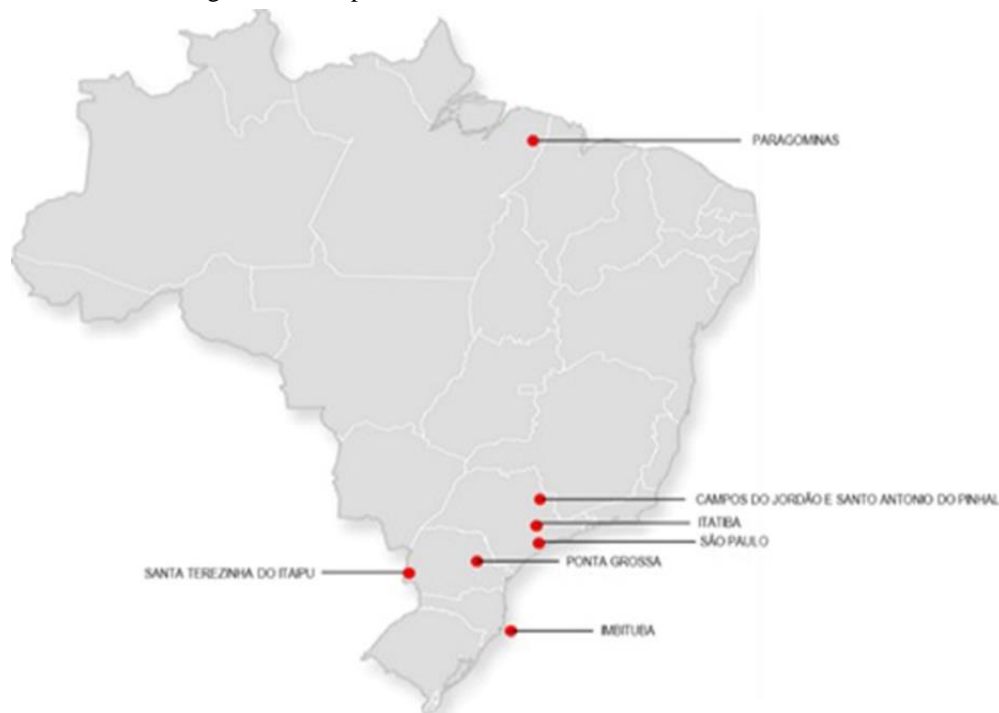 PARAGOMINAS
CAMPOS DO JORDÃO E SANTO ANTONIO DO PINHAL
ITATIBA
SÃO PAULO
PONTA GROSSA
SANTA TEREZINHA DO ITAIPU
IMBITUBA